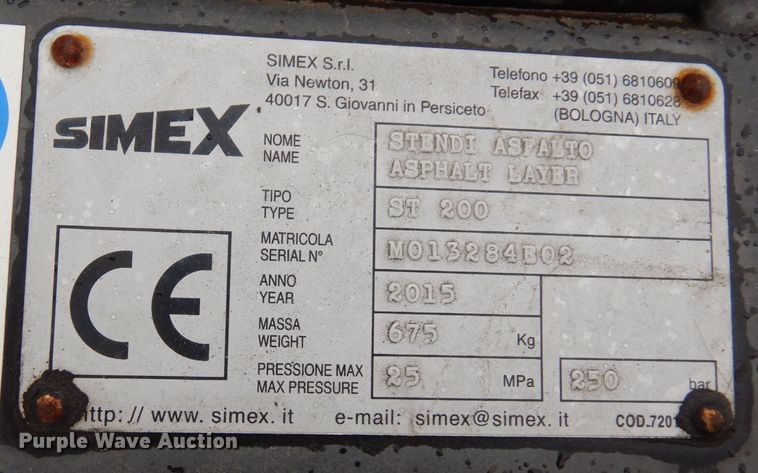 SIMEX
SIMEX S.r.l.
Via Newton, 31
40017 S. Giovanni in Persiceto
Telefono +39 (051) 6810609
Telefax +39 (051) 6810628
(BOLOGNA) ITALY
NOME
NAME
STENDI ASFALTO
ASPHALT LAYER
TIPO
TYPE
ST 200
MATRICOLA
SERIAL N°
M013284B02
ANNO
YEAR
2015
MASSA
WEIGHT
675 Kg
PRESSIONE MAX
MAX PRESSURE
25 MPa
250 bar
CE
http://www.simex.it
e-mail: simex@simex.it
COD.7201
Purple Wave Auction